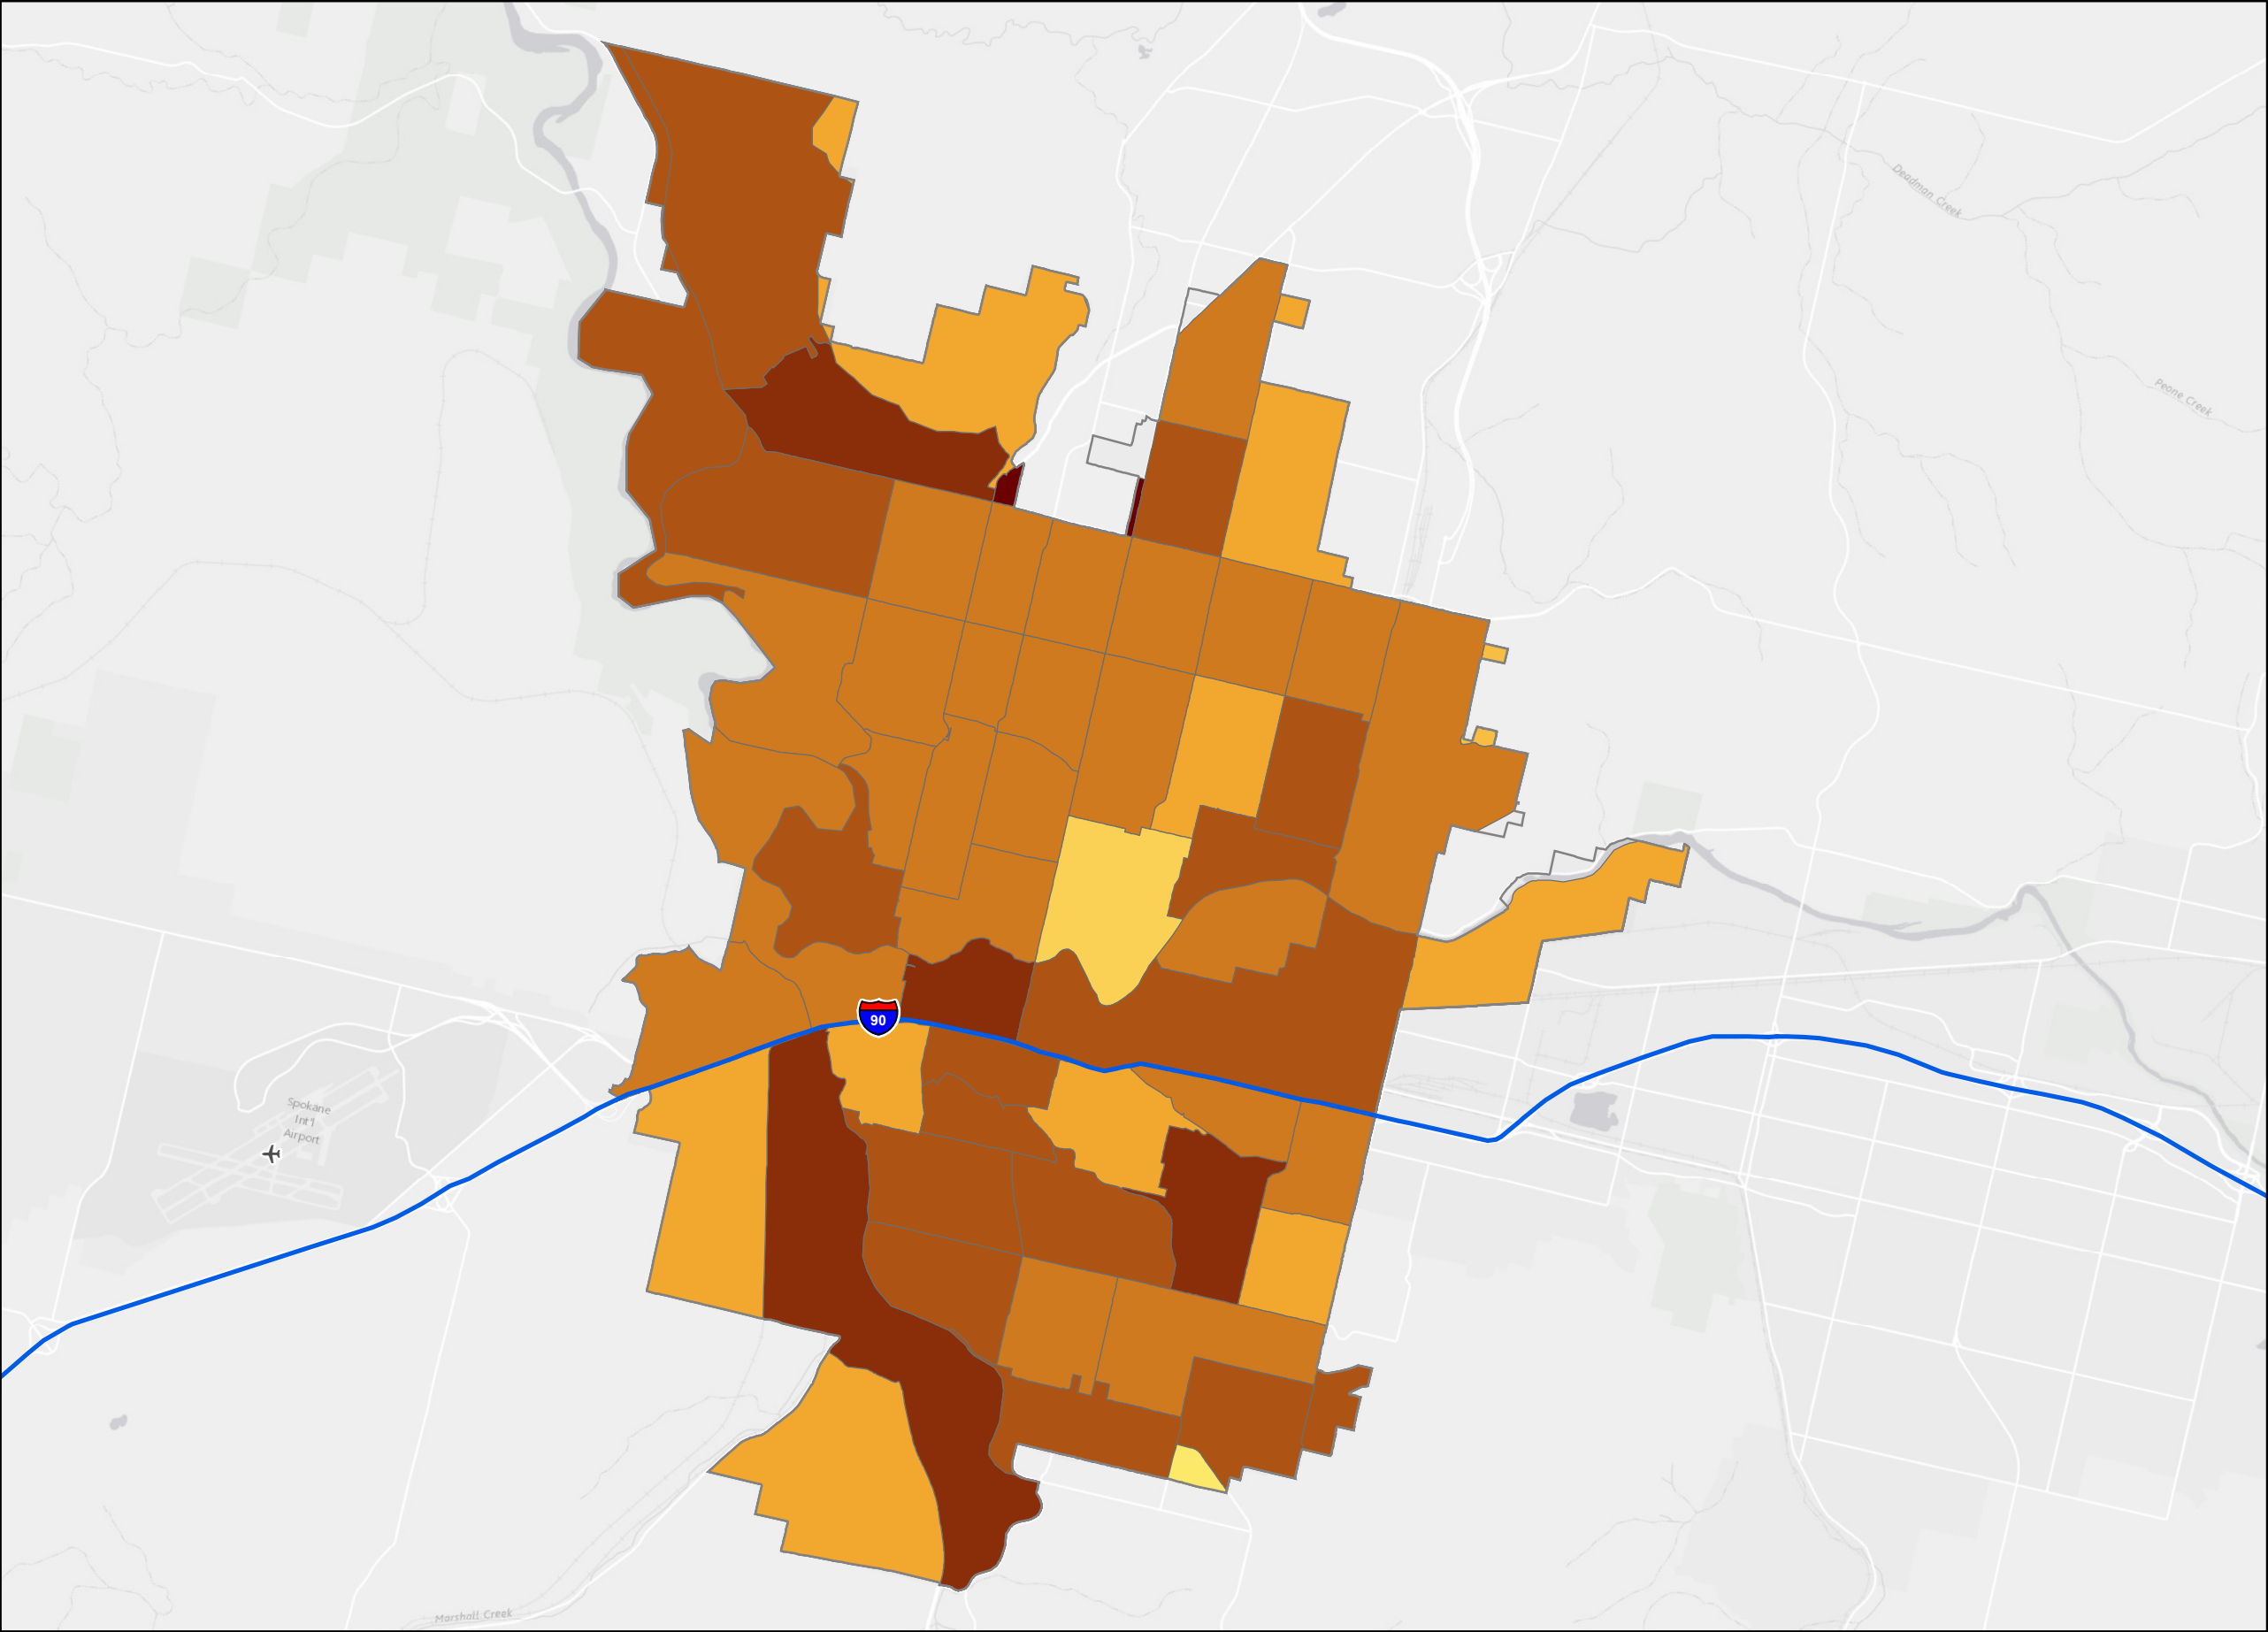 Deadman Creek
Peone Creek
90
Spokane
Int'l
Airport
Marshall Creek